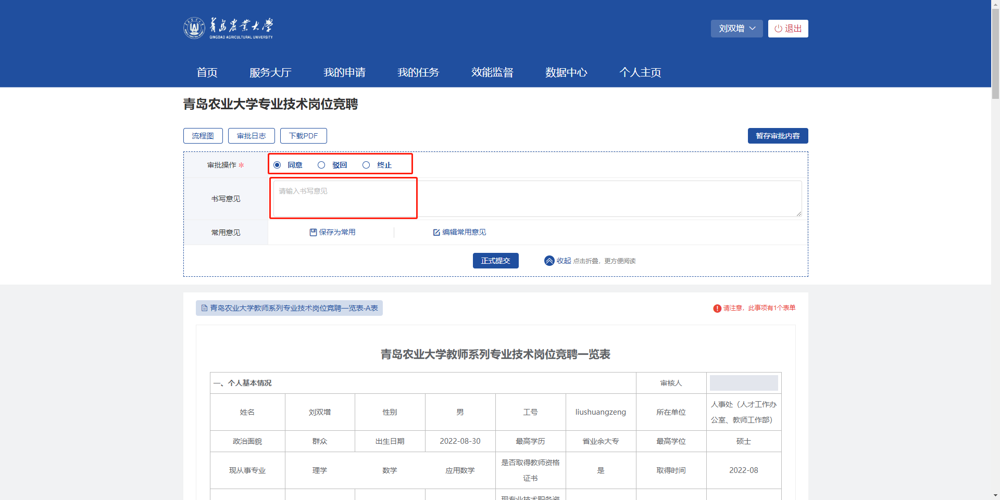 青岛农业大学
QINGDAO AGRICULTURAL UNIVERSITY
刘双增
退出
首页 服务大厅 我的申请 我的任务 效能监督 数据中心 个人主页
青岛农业大学专业技术岗位竞聘
流程图 审批日志 下载PDF 暂存审批内容
审批操作 * 同意 驳回 终止
书写意见 请输入书写意见
常用意见 保存为常用 编辑常用意见
正式提交 收起 点击折叠，更方便阅读
青岛农业大学教师系列专业技术岗位竞聘一览表-A表 请注意，此事项有1个表单
青岛农业大学教师系列专业技术岗位竞聘一览表
一、个人基本情况 审核人
姓名 刘双增 性别 男 工号 liushuangzeng 所在单位 人事处（人才工作办
公室、教师工作部）
政治面貌 群众 出生日期 2022-08-30 最高学历 省业余大专 最高学位 硕士
现从事专业 理学 数学 应用数学 是否取得教师资格
证书 是 取得时间 2022-08
现专业技术职务资